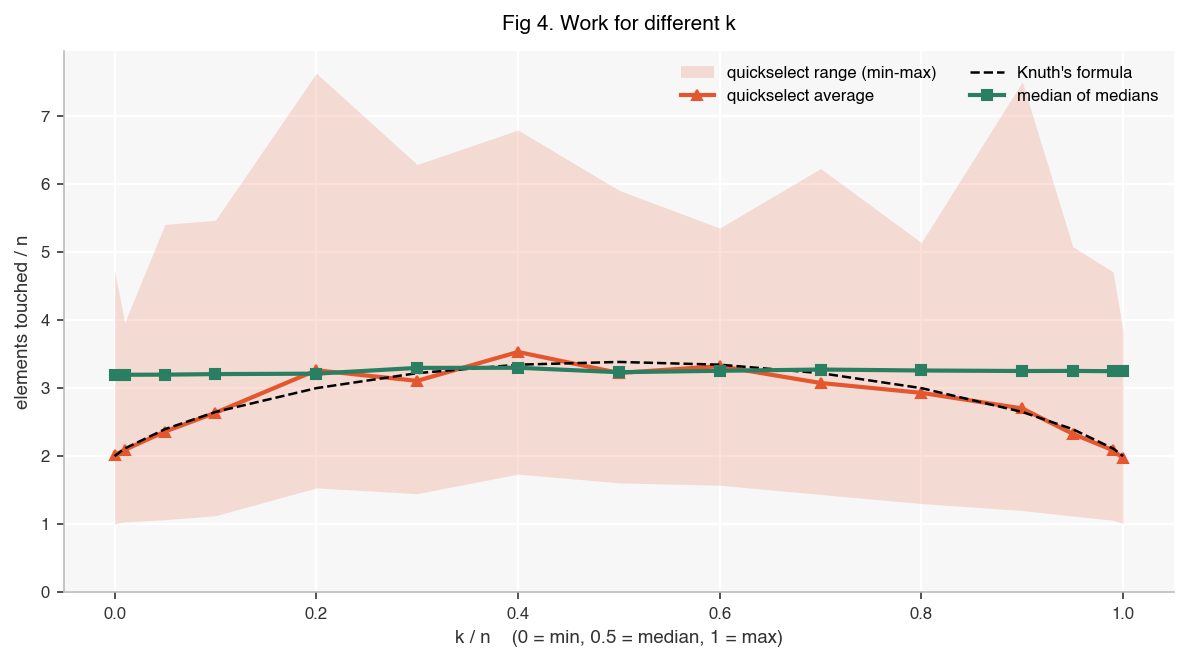 Fig 4. Work for different k
quickselect range (min-max)
quickselect average
Knuth's formula
median of medians
elements touched / n
7
6
5
4
3
2
1
0
0.0 0.2 0.4 0.6 0.8 1.0
k / n (0 = min, 0.5 = median, 1 = max)